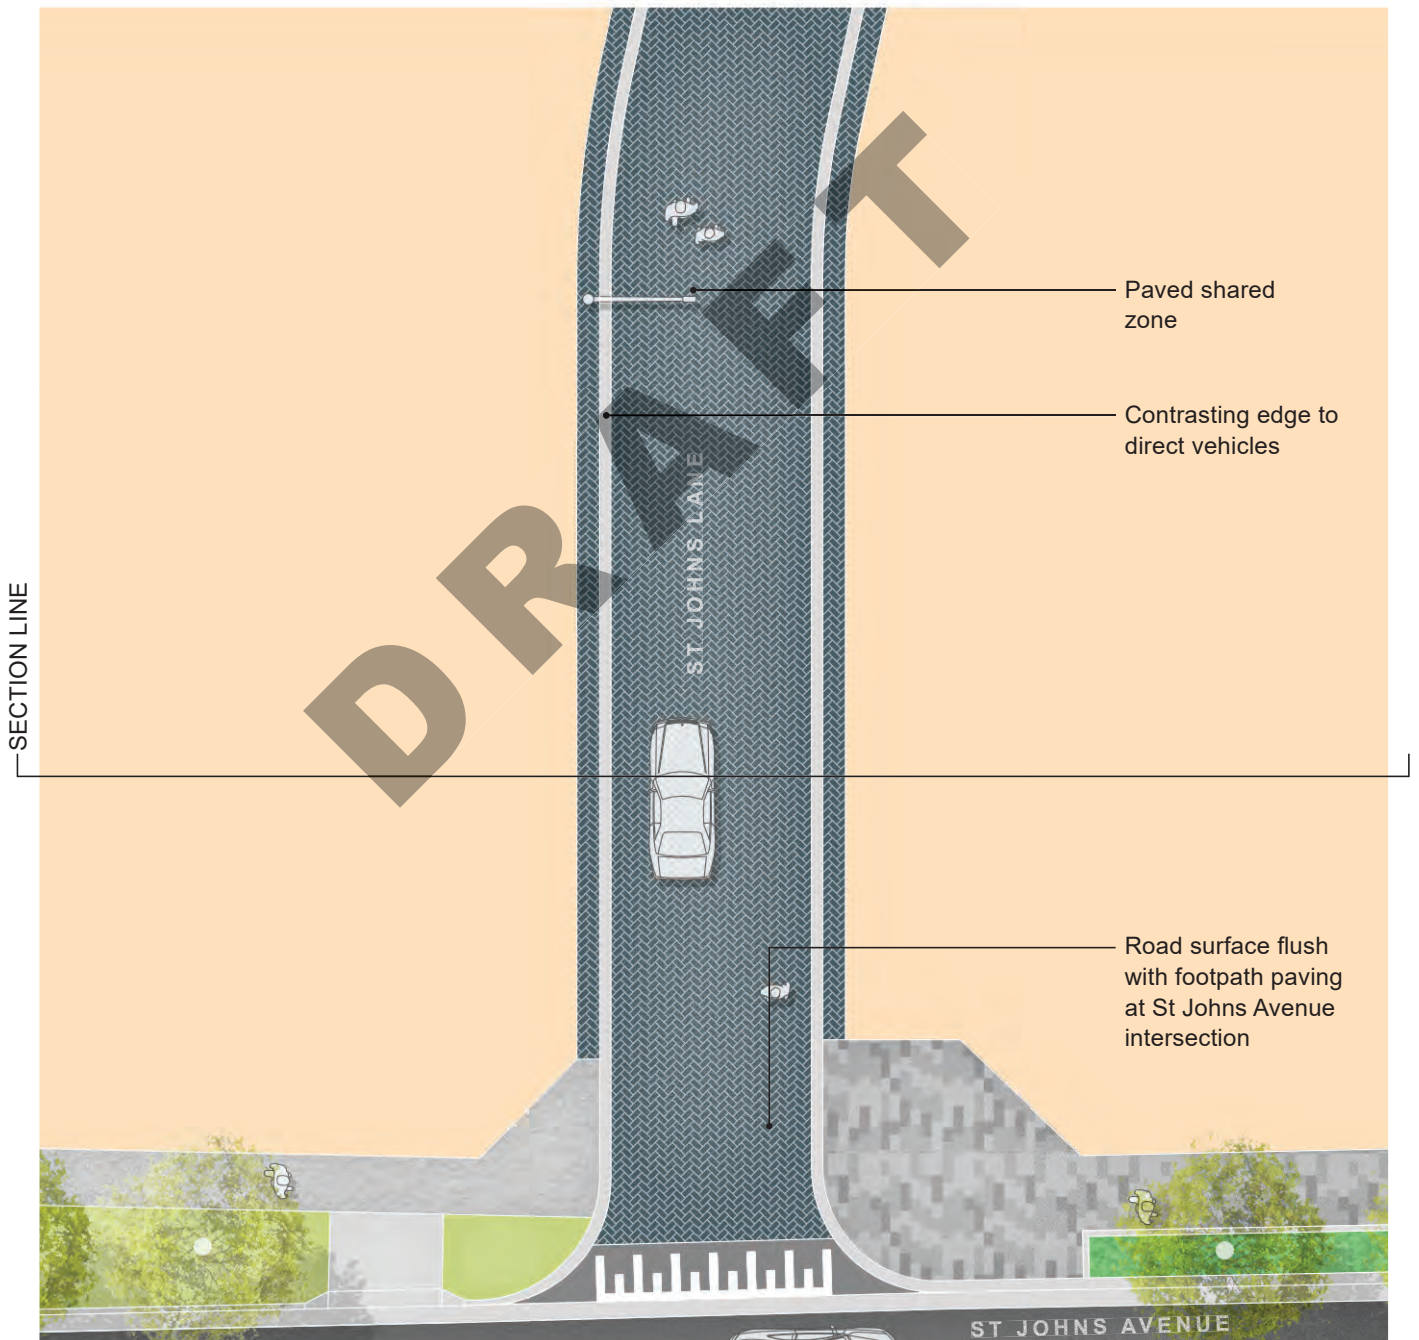 DRAFT
Paved shared
zone
Contrasting edge to
direct vehicles
ST JOHNS LANE
SECTION LINE
Road surface flush
with footpath paving
at St Johns Avenue
intersection
ST JOHNS AVENUE